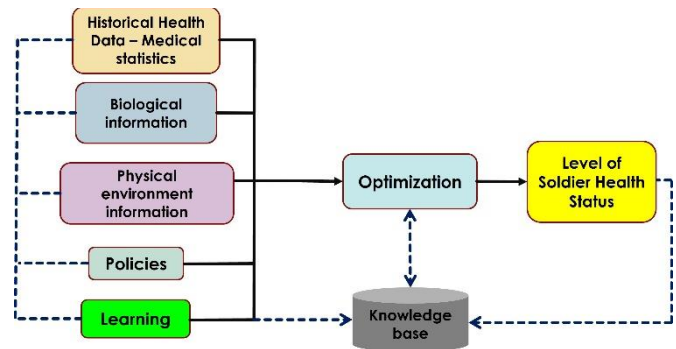 Historical Health
Data – Medical
statistics
Biological
information
Physical
environment
information
Policies
Learning
Optimization
Knowledge
base
Level of
Soldier Health
Status